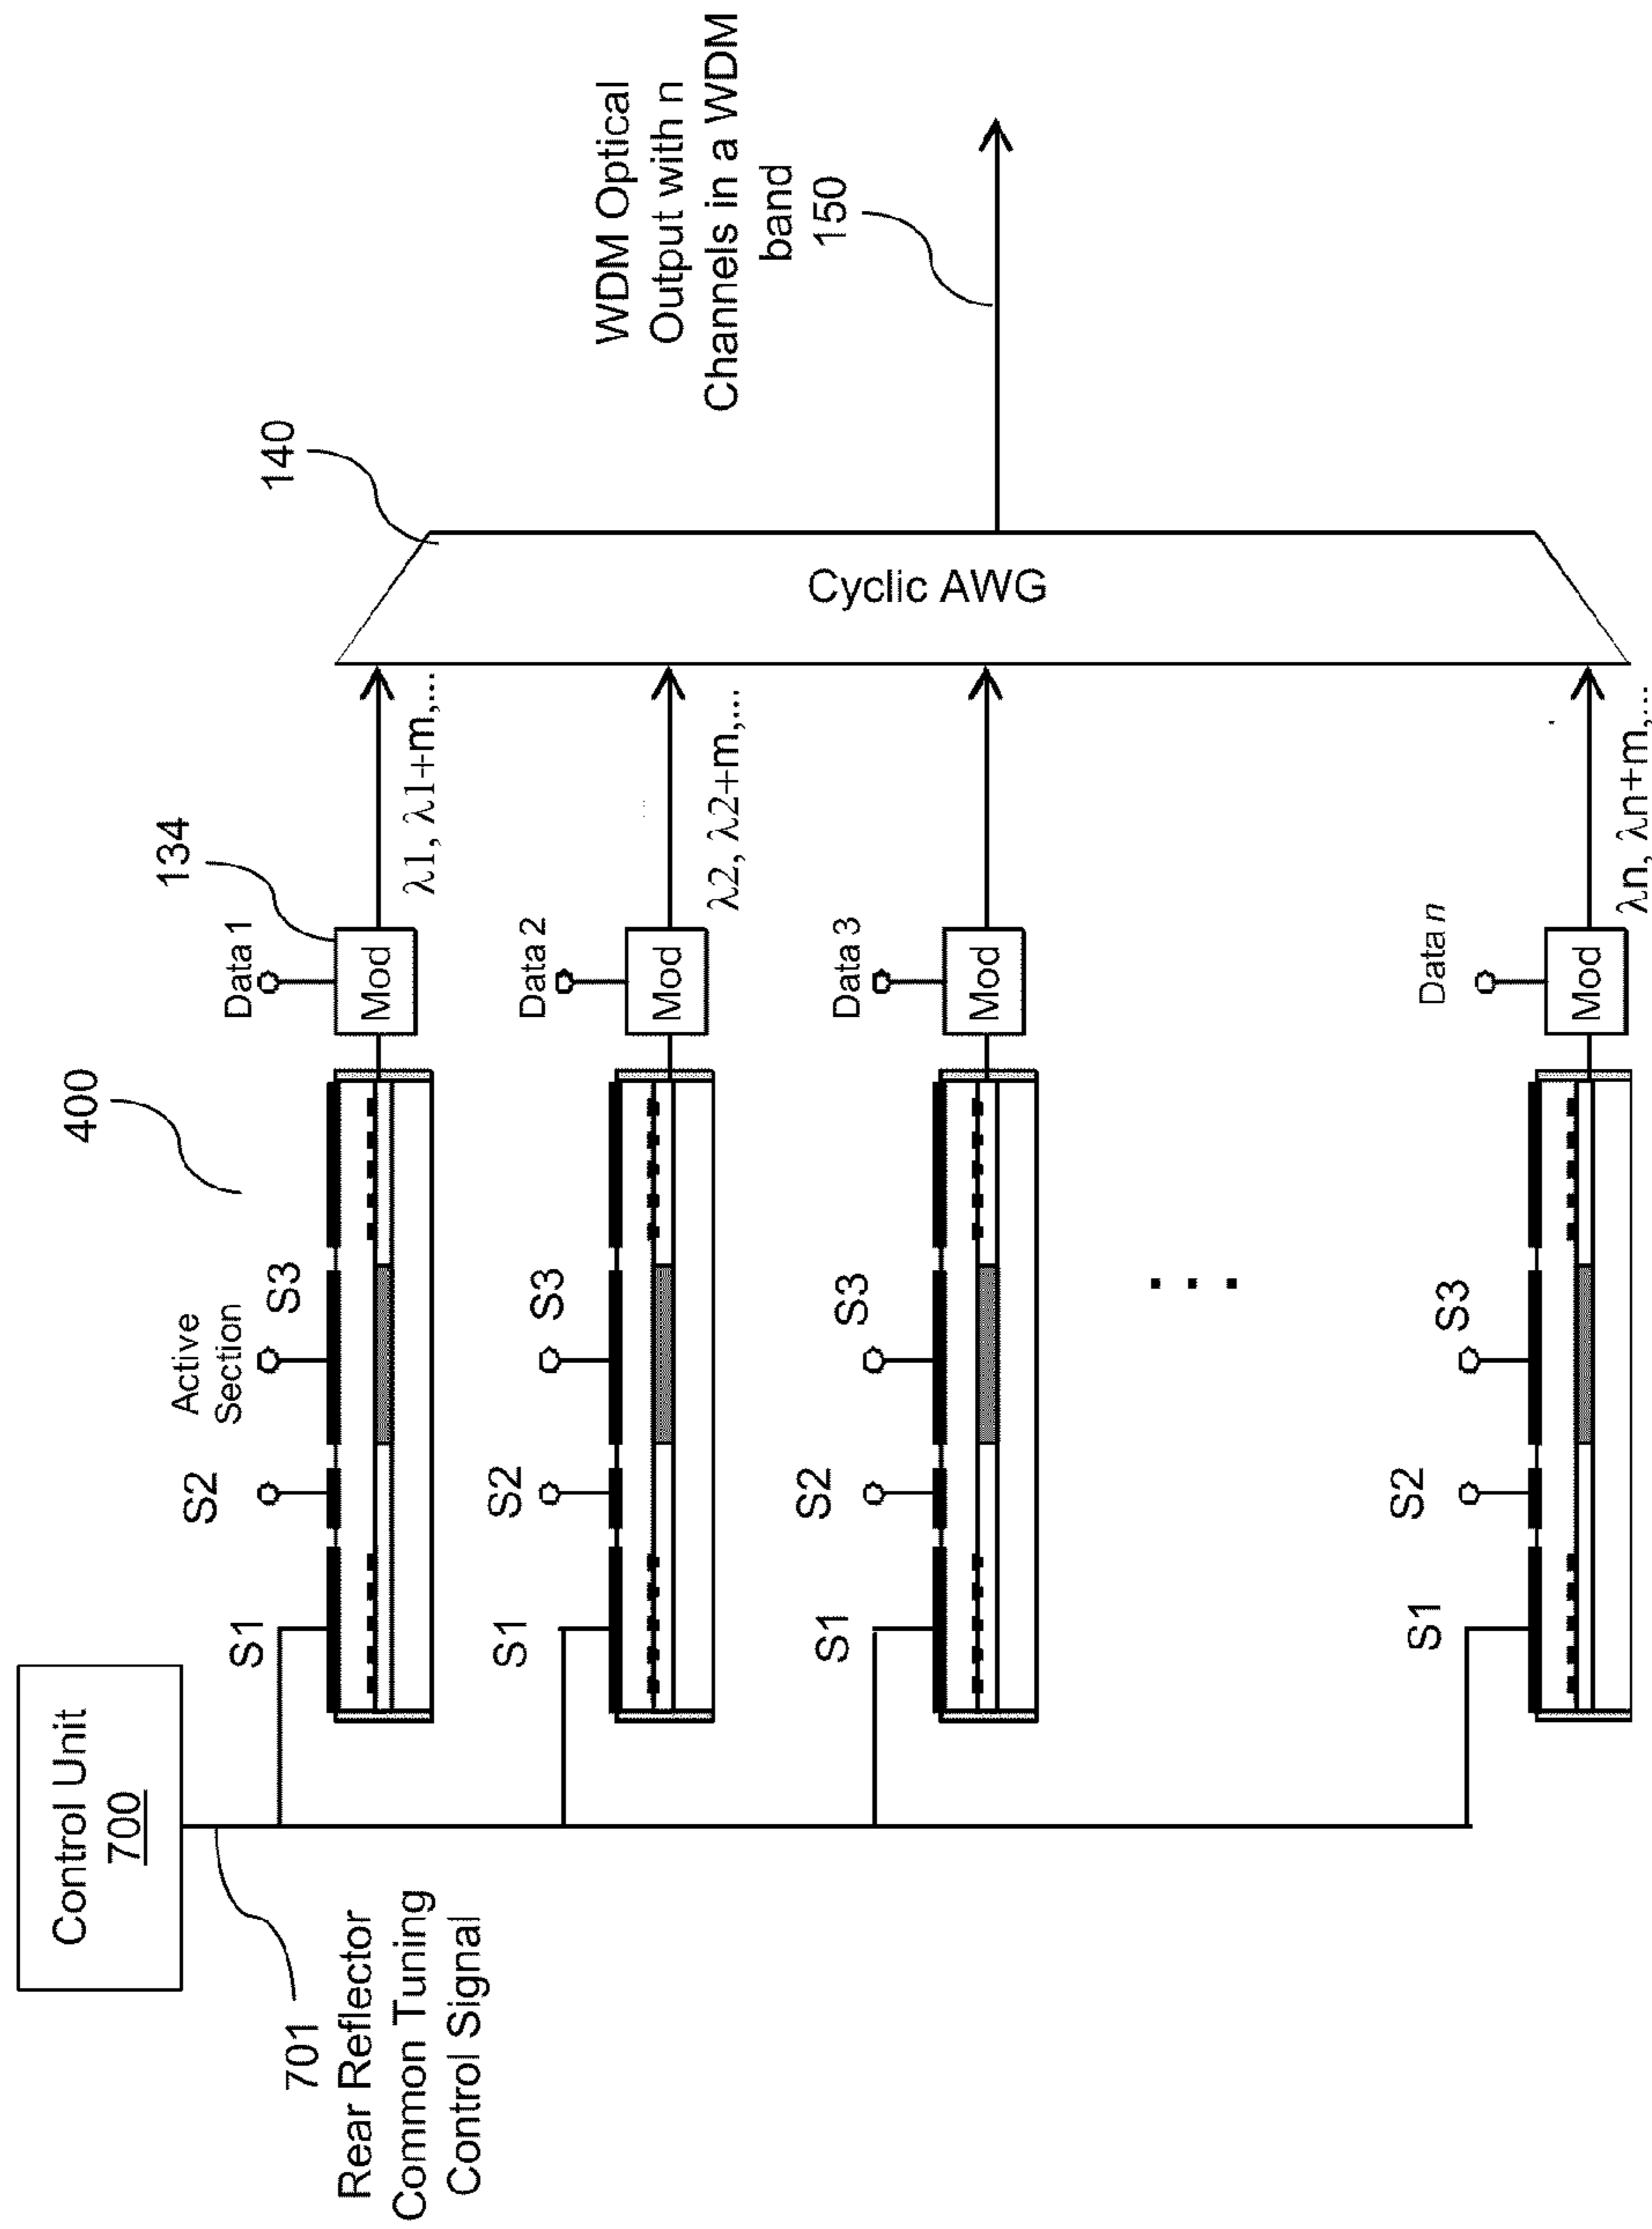 Control Unit
700
701
Rear Reflector
Common Tuning
Control Signal
400
S1
S2
Active
Section
S3
Data 1
134
Mod
λ1, λ1+m,...
S1
S2
S3
Data 2
Mod
λ2, λ2+m,...
S1
S2
S3
Data 3
Mod
...
S1
S2
S3
Data n
Mod
λn, λn+m,...
140
Cyclic AWG
WDM Optical
Output with n
Channels in a WDM
band
150